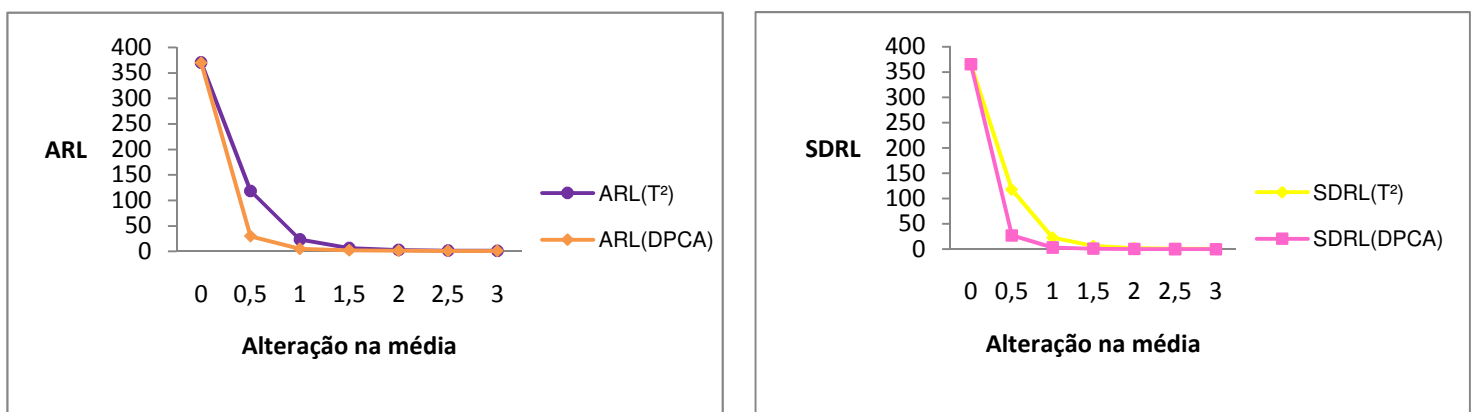 400
350
300
250
200
150
100
50
0
ARL
0 0,5 1 1,5 2 2,5 3
Alteração na média
ARL(T²)
ARL(DPCA)
400
350
300
250
200
150
100
50
0
SDRL
0 0,5 1 1,5 2 2,5 3
Alteração na média
SDRL(T²)
SDRL(DPCA)